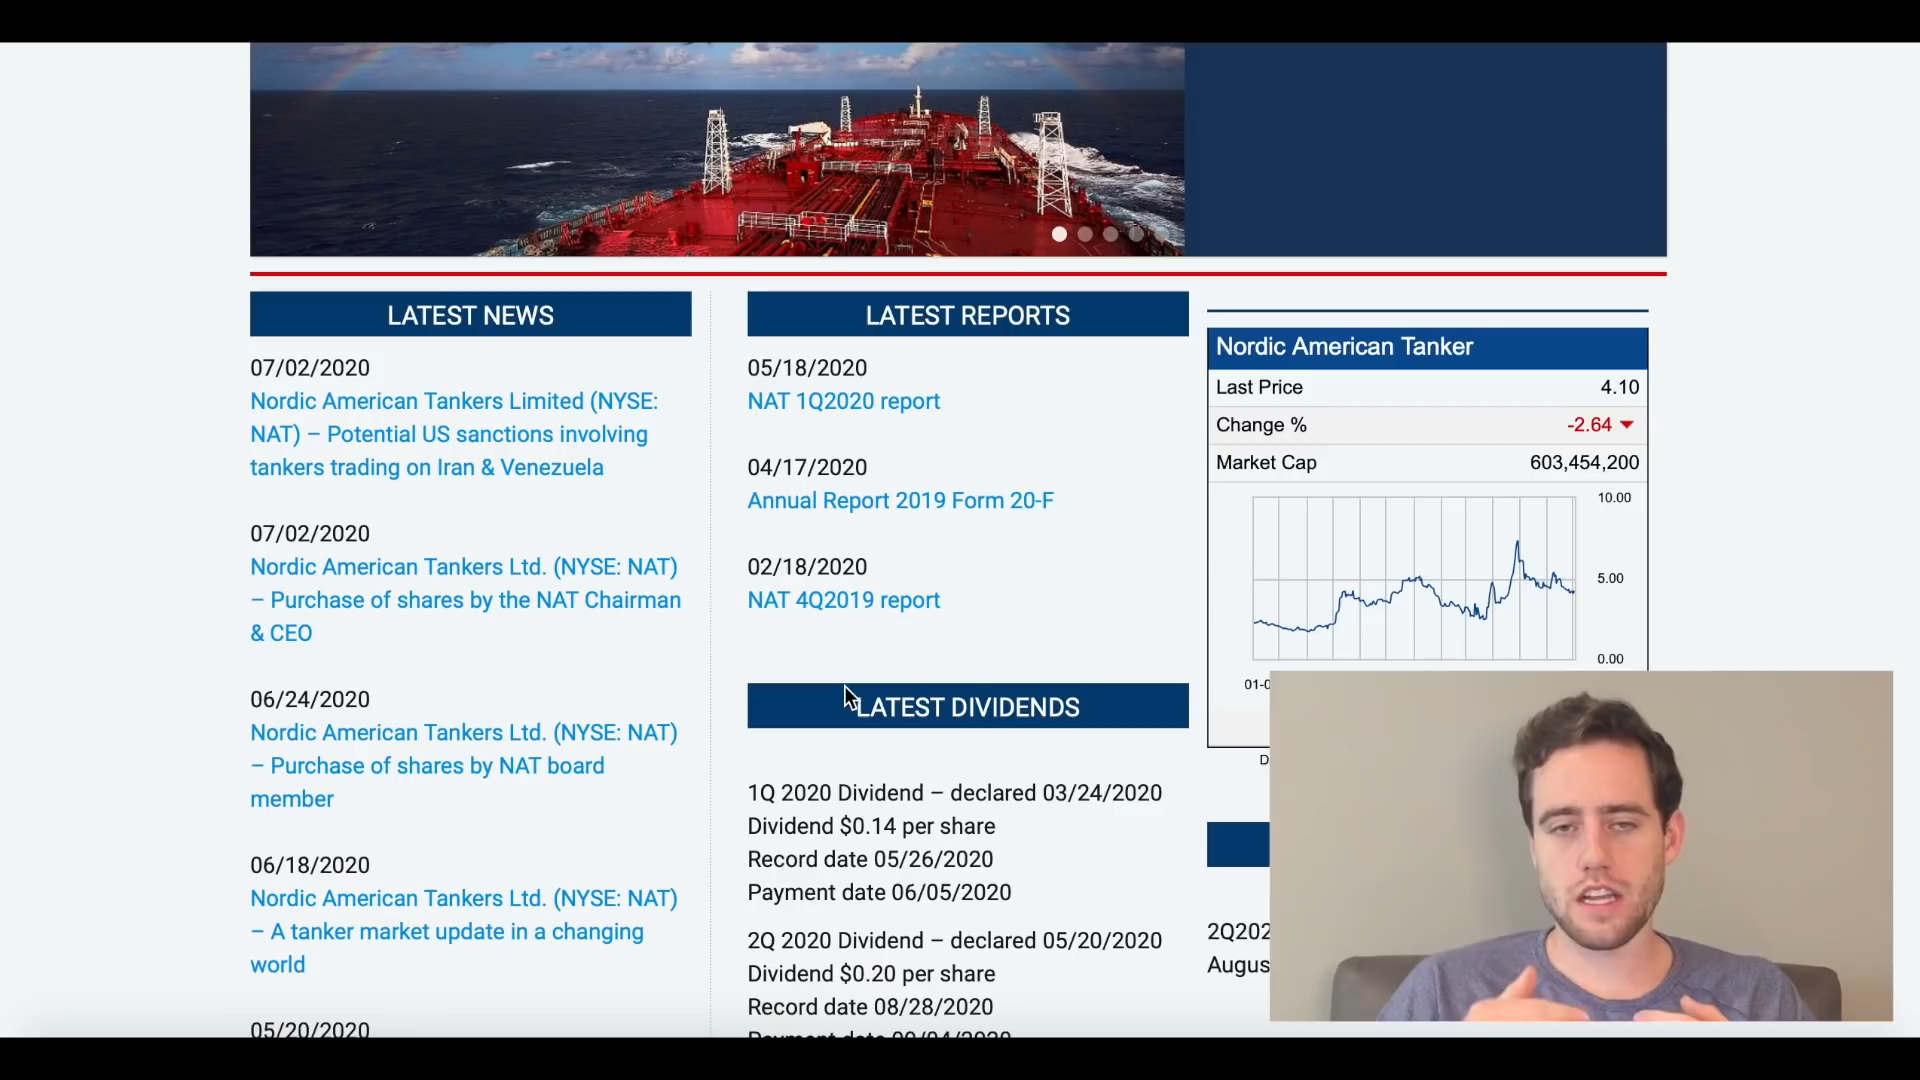 LATEST NEWS
07/02/2020
Nordic American Tankers Limited (NYSE:
NAT) – Potential US sanctions involving
tankers trading on Iran & Venezuela
07/02/2020
Nordic American Tankers Ltd. (NYSE: NAT)
– Purchase of shares by the NAT Chairman
& CEO
06/24/2020
Nordic American Tankers Ltd. (NYSE: NAT)
– Purchase of shares by NAT board
member
06/18/2020
Nordic American Tankers Ltd. (NYSE: NAT)
– A tanker market update in a changing
world
05/20/2020
LATEST REPORTS
05/18/2020
NAT 1Q2020 report
04/17/2020
Annual Report 2019 Form 20-F
02/18/2020
NAT 4Q2019 report
LATEST DIVIDENDS
1Q 2020 Dividend – declared 03/24/2020
Dividend $0.14 per share
Record date 05/26/2020
Payment date 06/05/2020
2Q 2020 Dividend – declared 05/20/2020
Dividend $0.20 per share
Record date 08/28/2020
Payment date
Nordic American Tanker
Last Price 4.10
Change % -2.64
Market Cap 603,454,200
10.00
5.00
0.00
01-0
D
2Q202
Augus